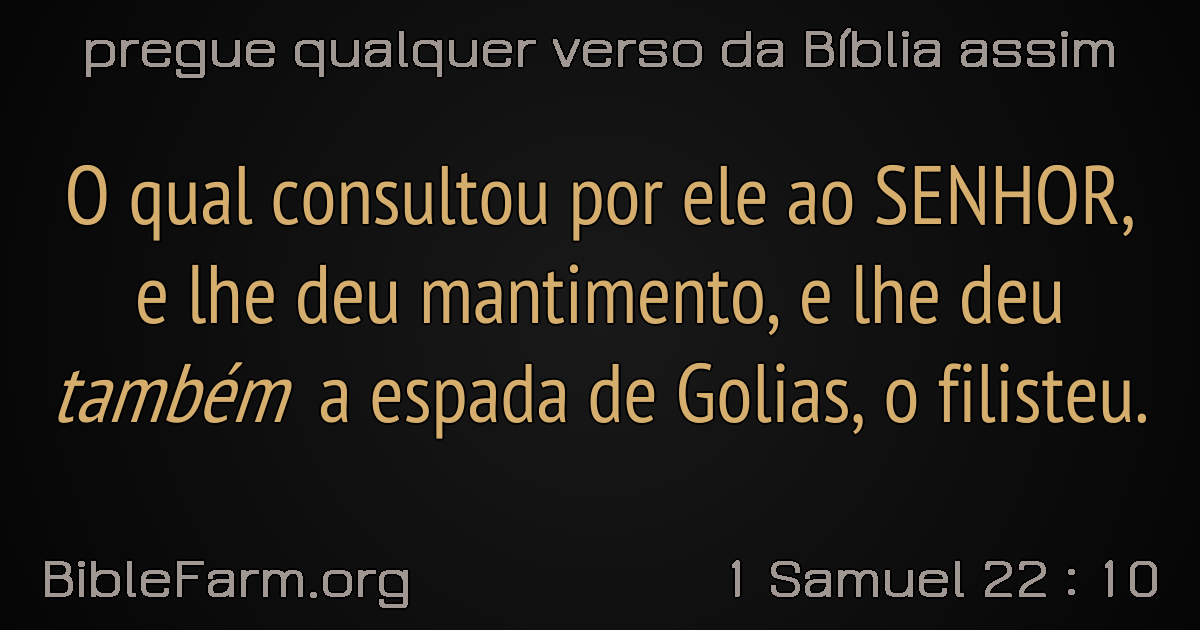 pregue qualquer verso da Bíblia assim
O qual consultou por ele ao SENHOR,
e lhe deu mantimento, e lhe deu
também a espada de Golias, o filisteu.
BibleFarm.org
1 Samuel 22 : 10